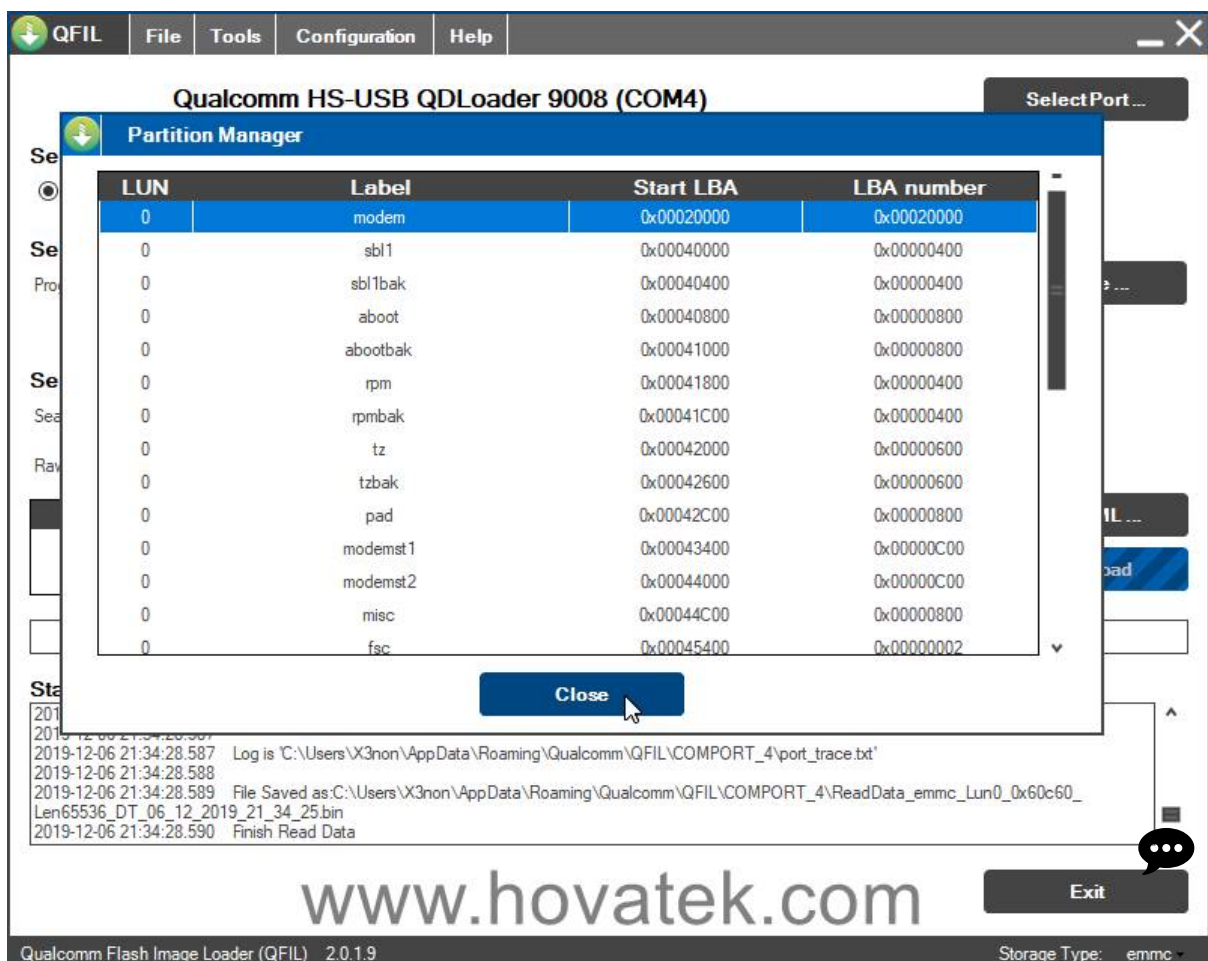 QFIL File Tools Configuration Help
Qualcomm HS-USB QDLoader 9008 (COM4) SelectPort...
Partition Manager
LUN Label Start LBA LBA number
0 modem 0x00020000 0x00020000
0 sbl1 0x00040000 0x00000400
0 sbl1bak 0x00040400 0x00000400
0 aboot 0x00040800 0x00000800
0 abootbak 0x00041000 0x00000800
0 rpm 0x00041800 0x00000400
0 rpmbak 0x00041C00 0x00000400
0 tz 0x00042000 0x00000600
0 tzbak 0x00042600 0x00000600
0 pad 0x00042C00 0x00000800
0 modemst1 0x00043400 0x00000C00
0 modemst2 0x00044000 0x00000C00
0 misc 0x00044C00 0x00000800
0 fsc 0x00045400 0x00000002
Close
2019-12-06 21:34:28.587 Log is 'C:\Users\X3non\AppData\Roaming\Qualcomm\QFIL\COMPORT_4\port_trace.txt'
2019-12-06 21:34:28.588
2019-12-06 21:34:28.589 File Saved as:C:\Users\X3non\AppData\Roaming\Qualcomm\QFIL\COMPORT_4\ReadData_emmc_Lun0_0x60c60_
Len65536_DT_06_12_2019_21_34_25.bin
2019-12-06 21:34:28.590 Finish Read Data
www.hovatek.com
Exit
Qualcomm Flash Image Loader (QFIL) 2.0.1.9 Storage Type: emmc